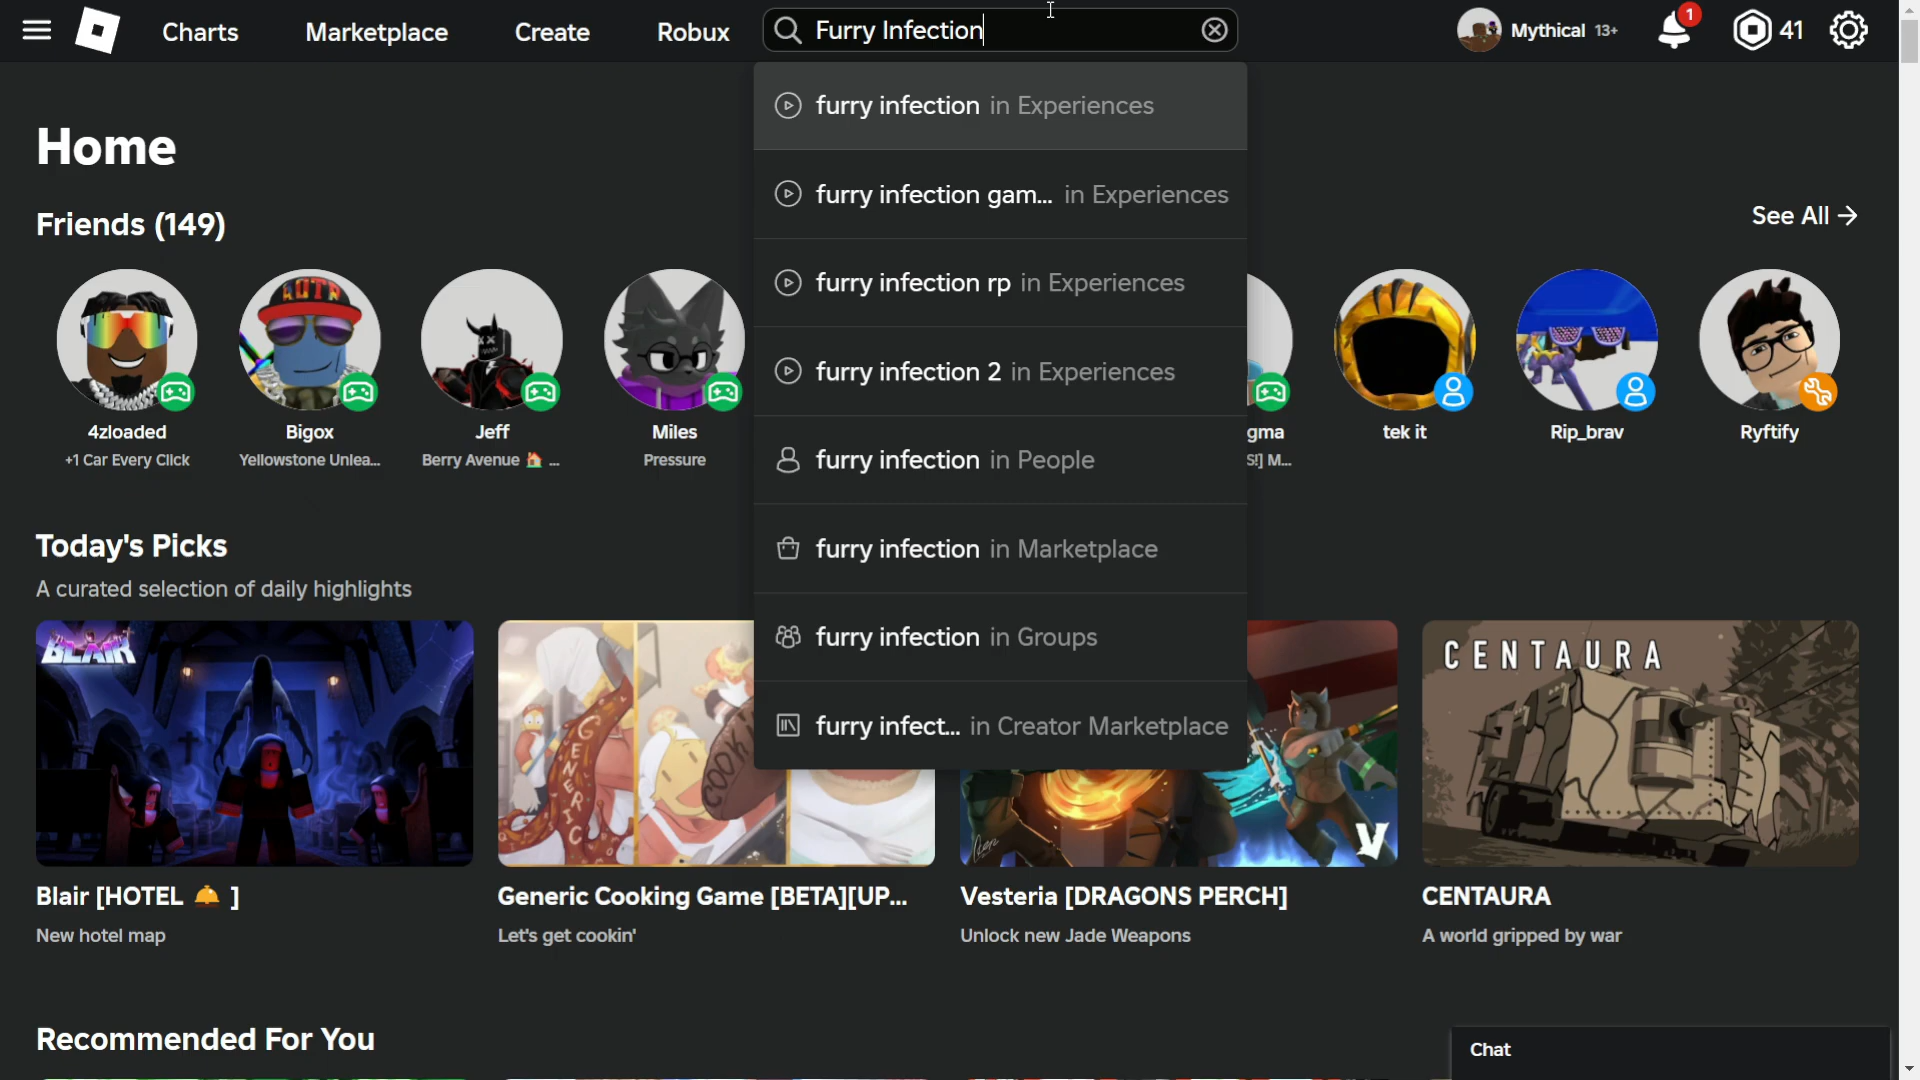 Charts Marketplace Create Robux Furry Infection Mythical 13+ 1 41
furry infection in Experiences
furry infection gam... in Experiences
furry infection rp in Experiences
furry infection 2 in Experiences
furry infection in People
furry infection in Marketplace
furry infection in Groups
furry infect... in Creator Marketplace
Home
Friends (149) See All →
4zloaded Bigox Jeff Miles gma tek it Rip_brav Ryftify
+1 Car Every Click Yellowstone Unlea... Berry Avenue 🏠 ... Pressure S!] M...
Today's Picks
A curated selection of daily highlights
BLAIR
GENERIC
COOK
V
CENTAURA
Blair [HOTEL 🛎️ ] Generic Cooking Game [BETA][UP... Vesteria [DRAGONS PERCH] CENTAURA
New hotel map Let's get cookin' Unlock new Jade Weapons A world gripped by war
Recommended For You
Chat